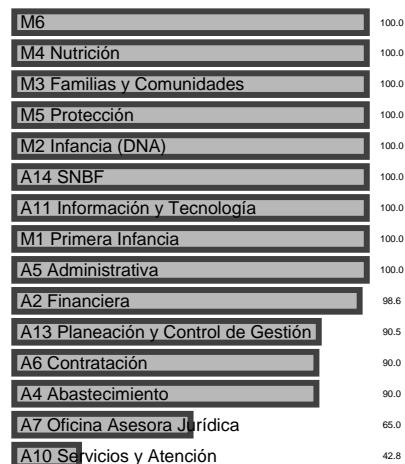 M6 100.0
M4 Nutrición 100.0
M3 Familias y Comunidades 100.0
M5 Protección 100.0
M2 Infancia (DNA) 100.0
A14 SNBF 100.0
A11 Información y Tecnología 100.0
M1 Primera Infancia 100.0
A5 Administrativa 100.0
A2 Financiera 98.6
A13 Planeación y Control de Gestión 90.5
A6 Contratación 90.0
A4 Abastecimiento 90.0
A7 Oficina Asesora Jurídica 65.0
A10 Servicios y Atención 42.8